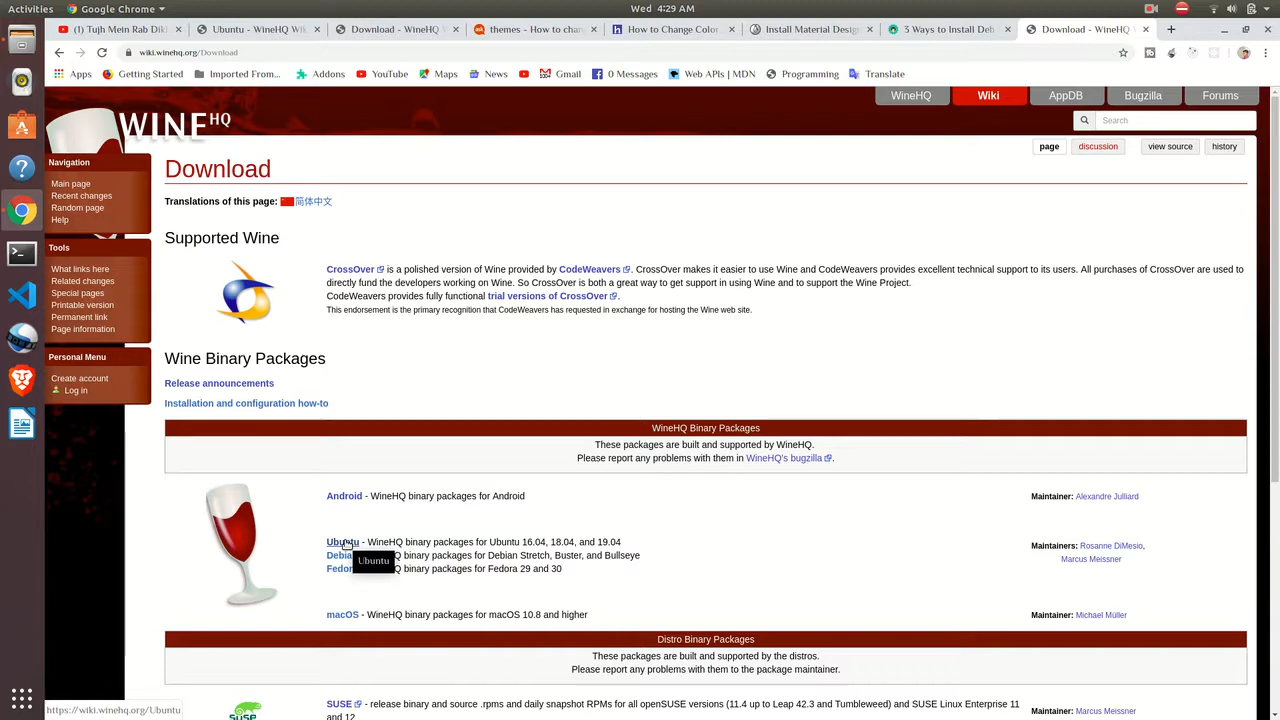 Google Chrome
Wed 4:29 AM
(1) Tujh Mein Rab Dik
Ubuntu - WineHQ Wik
Download - WineHQ W
themes - How to chan
How to Change Color
Install Material Design
3 Ways to Install Deb
Download - WineHQ W
wiki.winehq.org/Download
Apps
Getting Started
Imported From...
Addons
YouTube
Maps
News
Gmail
0 Messages
Web APIs | MDN
Programming
Translate
WineHQ
Wiki
AppDB
Bugzilla
Forums
WINE HQ
Search
page
discussion
view source
history
Navigation
Main page
Recent changes
Random page
Help
Tools
What links here
Related changes
Special pages
Printable version
Permanent link
Page information
Personal Menu
Create account
Log in
Download
Translations of this page: 简体中文
Supported Wine
CrossOver is a polished version of Wine provided by CodeWeavers. CrossOver makes it easier to use Wine and CodeWeavers provides excellent technical support to its users. All purchases of CrossOver are used to
directly fund the developers working on Wine. So CrossOver is both a great way to get support in using Wine and to support the Wine Project.
CodeWeavers provides fully functional trial versions of CrossOver.
This endorsement is the primary recognition that CodeWeavers has requested in exchange for hosting the Wine web site.
Wine Binary Packages
Release announcements
Installation and configuration how-to
WineHQ Binary Packages
These packages are built and supported by WineHQ.
Please report any problems with them in WineHQ's bugzilla.
Android - WineHQ binary packages for Android
Maintainer: Alexandre Julliard
Ubuntu - WineHQ binary packages for Ubuntu 16.04, 18.04, and 19.04
Debia Q binary packages for Debian Stretch, Buster, and Bullseye
Ubuntu
Fedor Q binary packages for Fedora 29 and 30
Maintainers: Rosanne DiMesio,
Marcus Meissner
macOS - WineHQ binary packages for macOS 10.8 and higher
Maintainer: Michael Müller
Distro Binary Packages
These packages are built and supported by the distros.
Please report any problems with them to the package maintainer.
SUSE - release binary and source .rpms and daily snapshot RPMs for all openSUSE versions (11.4 up to Leap 42.3 and Tumbleweed) and SUSE Linux Enterprise 11
and 12
Maintainer: Marcus Meissner
https://wiki.winehq.org/Ubuntu